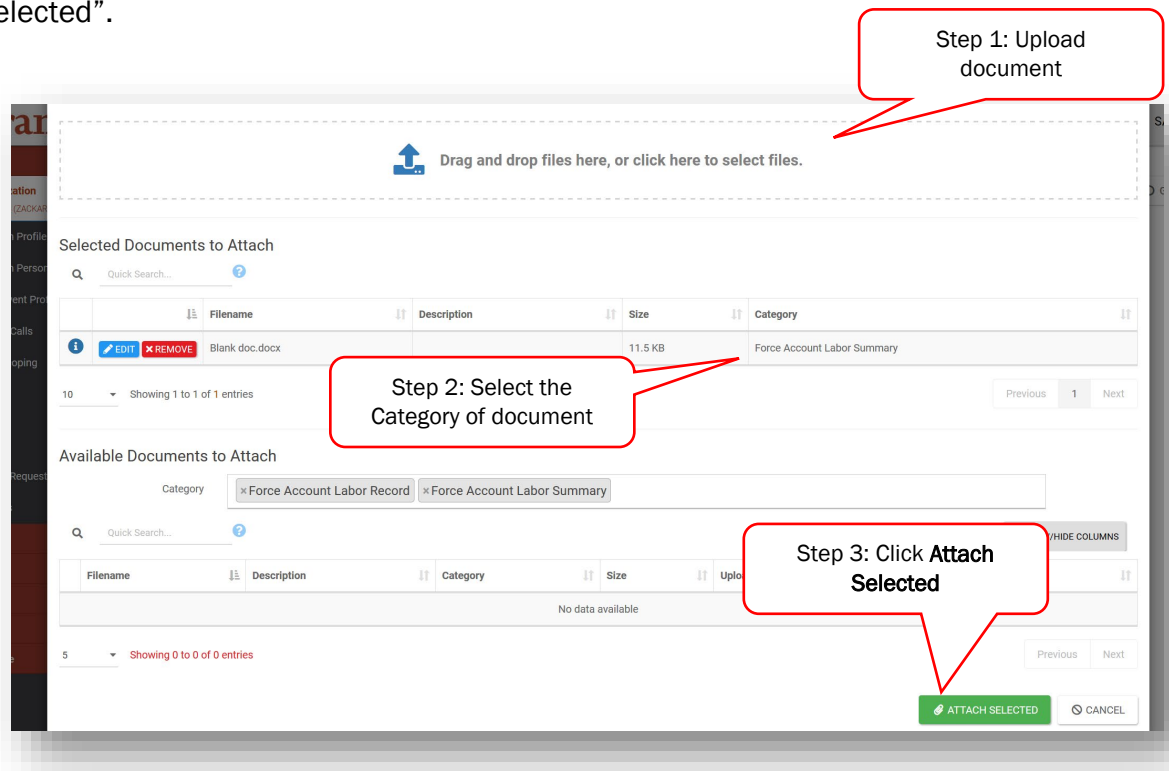 elected”.
Step 1: Upload
document
Drag and drop files here, or click here to select files.
Selected Documents to Attach
Quick Search...
Filename Description Size Category
EDIT REMOVE Blank doc.docx 11.5 KB Force Account Labor Summary
Step 2: Select the
Category of document
10 Showing 1 to 1 of 1 entries Previous 1 Next
Available Documents to Attach
Category ×Force Account Labor Record ×Force Account Labor Summary
Quick Search... /HIDE COLUMNS
Step 3: Click Attach
Selected
Filename Description Category Size Uplo
No data available
5 Showing 0 to 0 of 0 entries Previous Next
ATTACH SELECTED CANCEL
ran
ation
(ZACKAR
Profile
Person
ent Pro
Calls
oping
Request